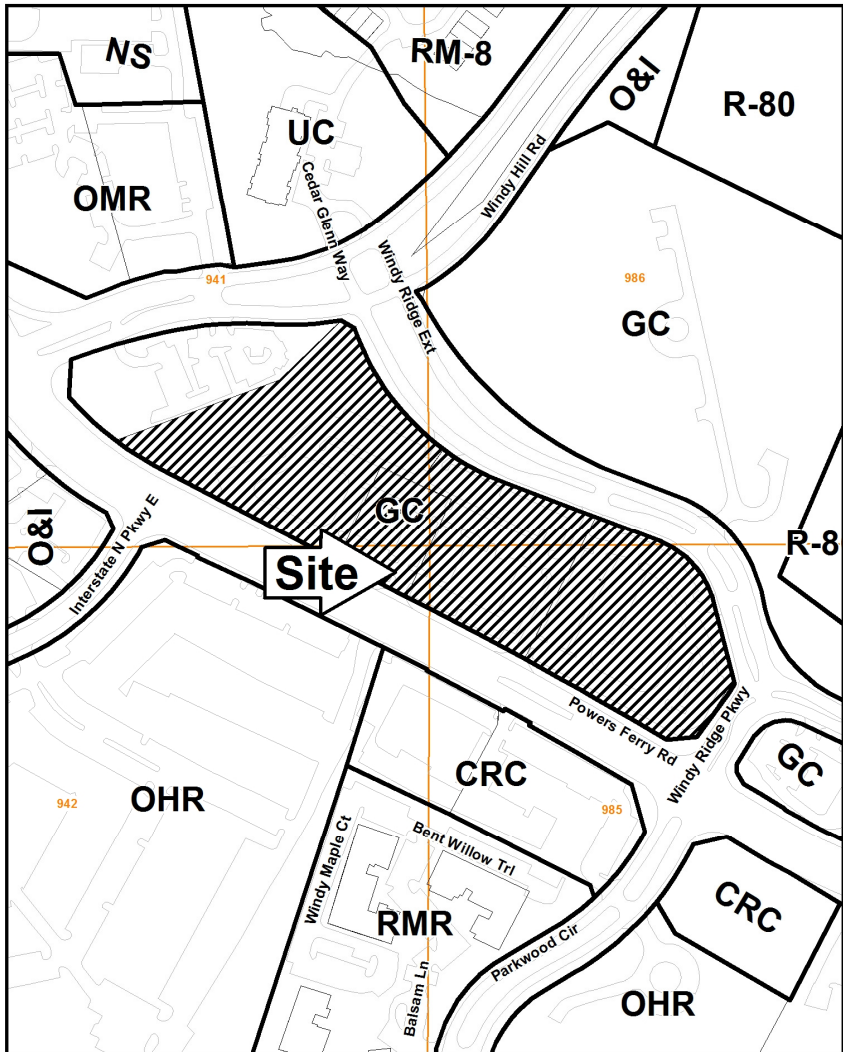 NS
RM-8
O&I
R-80
UC
OMR
Cedar Glenn Way
Windy Hill Rd
941
Windy Ridge Ext
986
GC
GC
O&I
Interstate N Pkwy E
R-8
Site
Powers Ferry Rd
Windy Ridge Pkwy
GC
942
OHR
CRC
985
Windy Maple Ct
Bent Willow Trl
CRC
RMR
Balsam Ln
Parkwood Cir
OHR